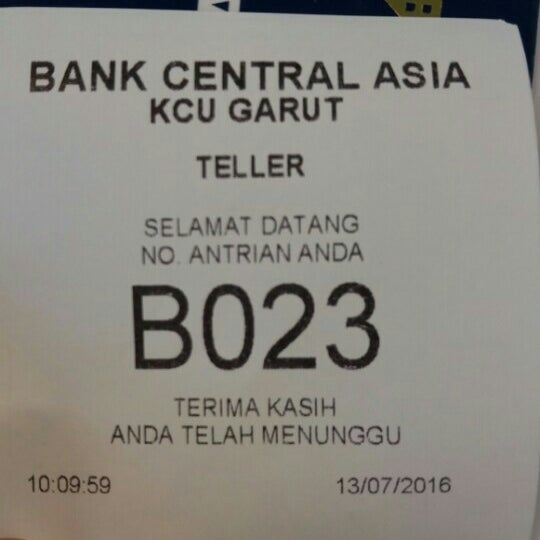 BANK CENTRAL ASIA
KCU GARUT
TELLER
SELAMAT DATANG
NO. ANTRIAN ANDA
B023
TERIMA KASIH
ANDA TELAH MENUNGGU
10:09:59 13/07/2016